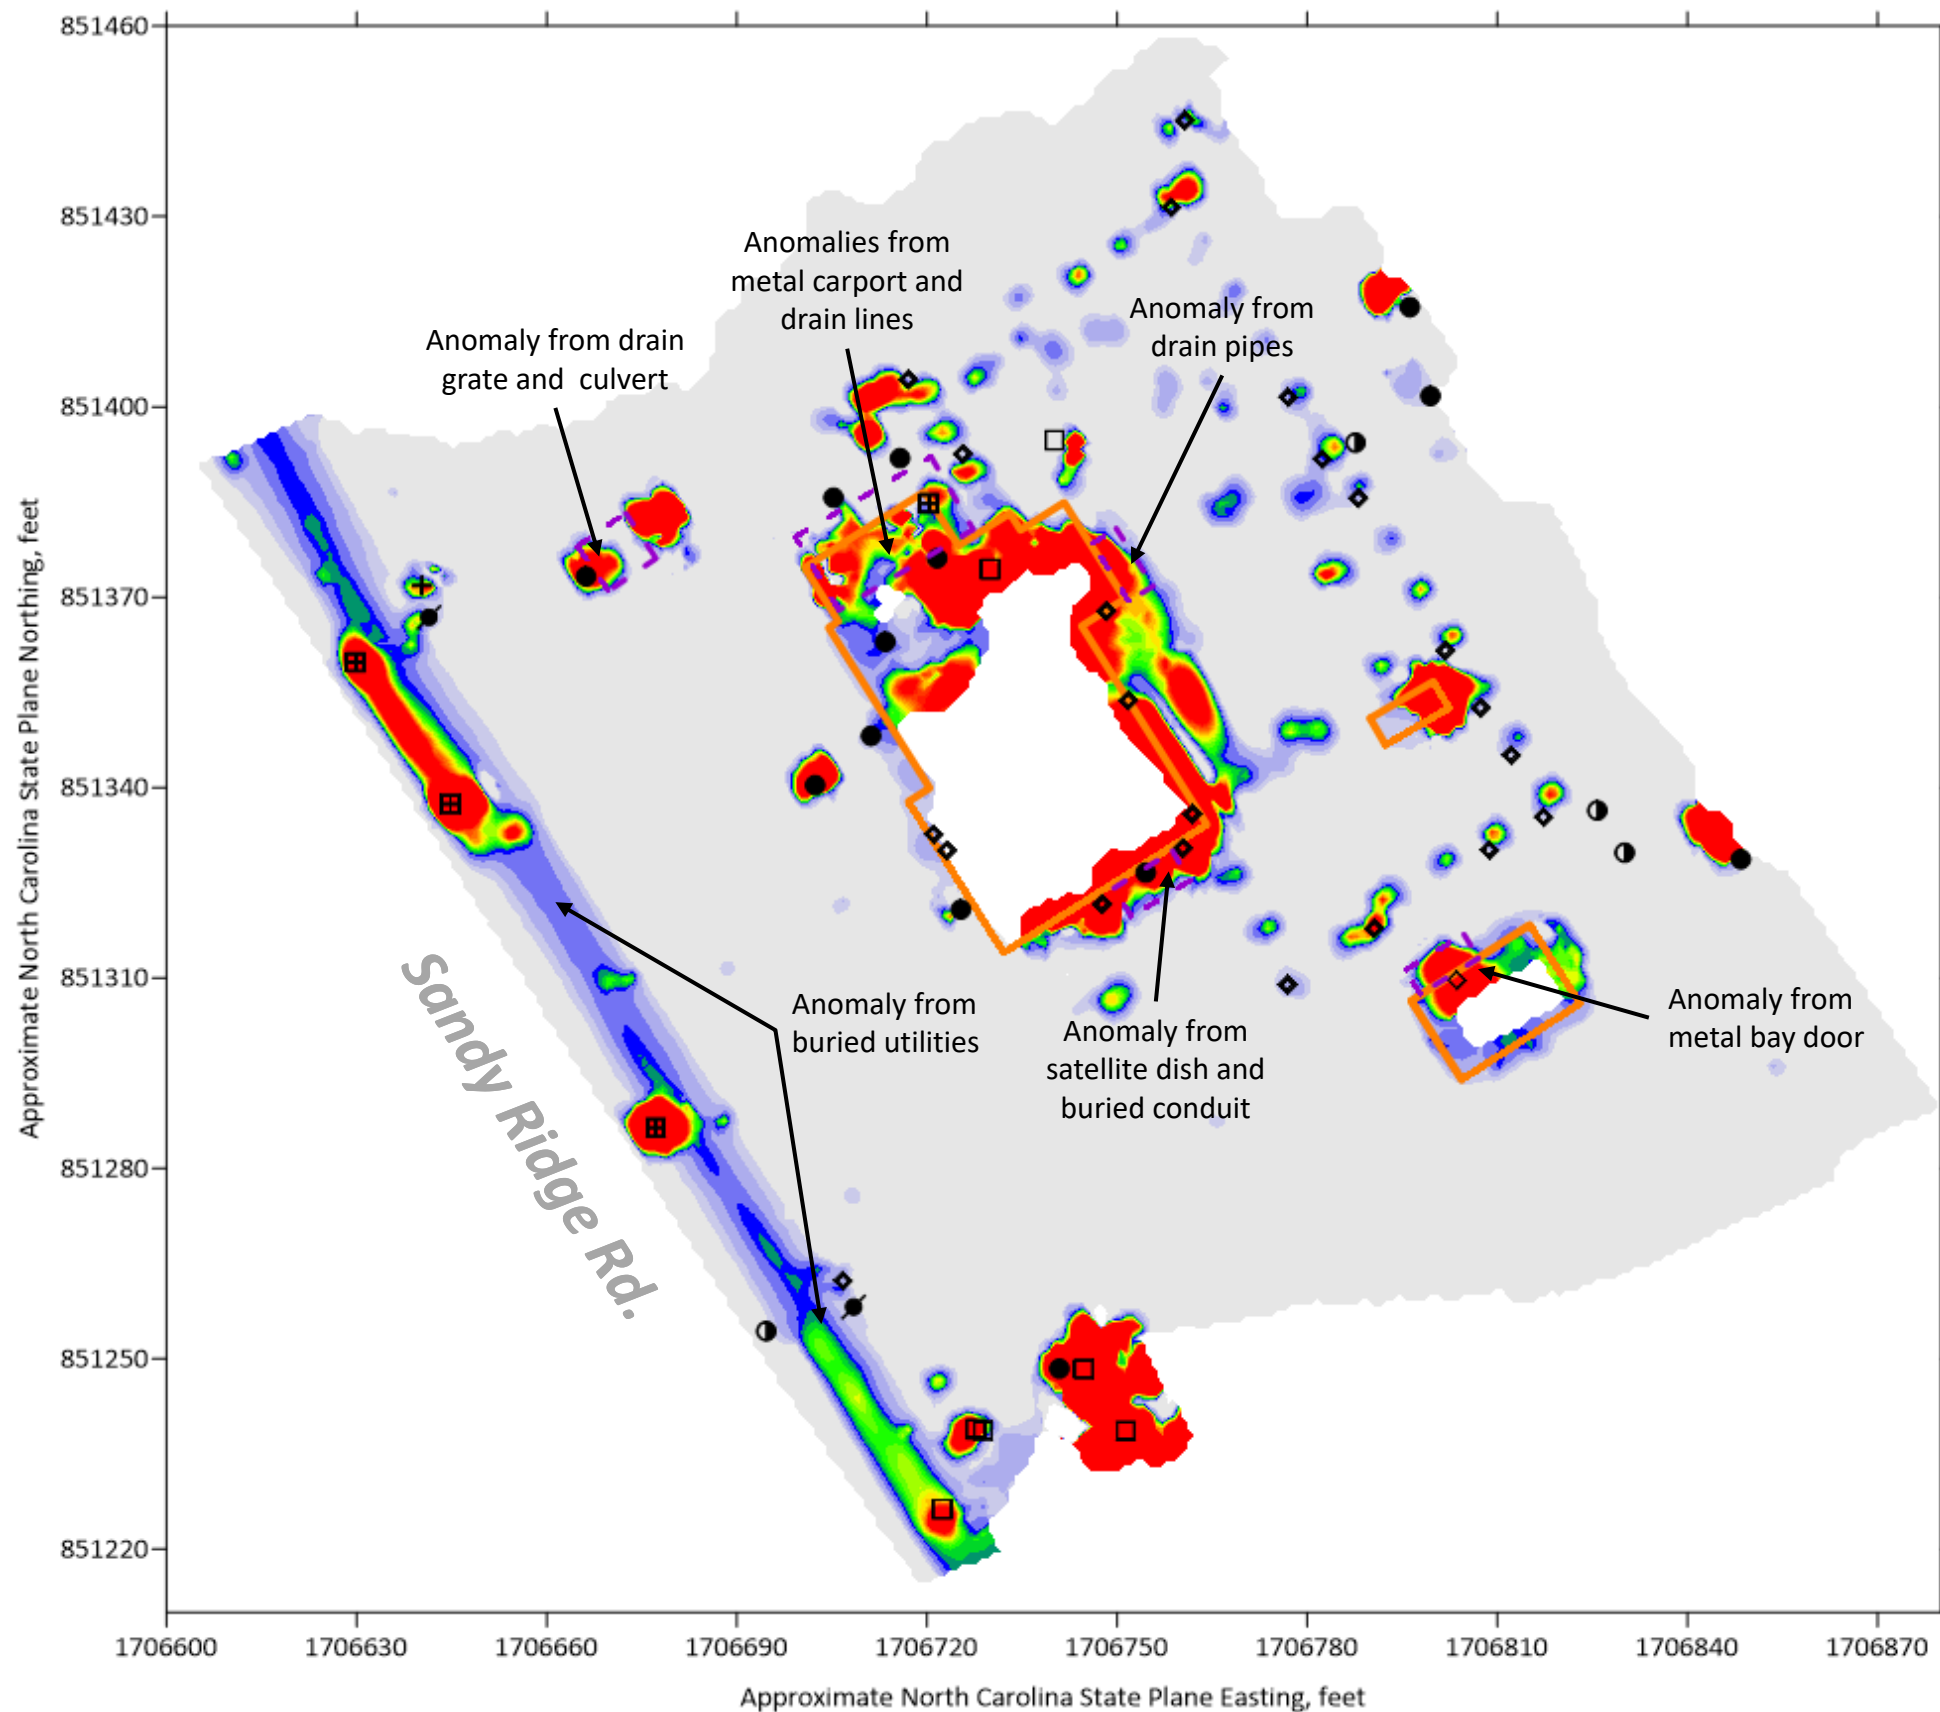 851460
851430
851400
851370
851340
851310
851280
851250
851220
Approximate North Carolina State Plane Northing, feet
Anomalies from
metal carport and
drain lines
Anomaly from
drain pipes
Anomaly from drain
grate and culvert
Sandy Ridge Rd.
Anomaly from
buried utilities
Anomaly from
satellite dish and
buried conduit
Anomaly from
metal bay door
1706600
1706630
1706660
1706690
1706720
1706750
1706780
1706810
1706840
1706870
Approximate North Carolina State Plane Easting, feet